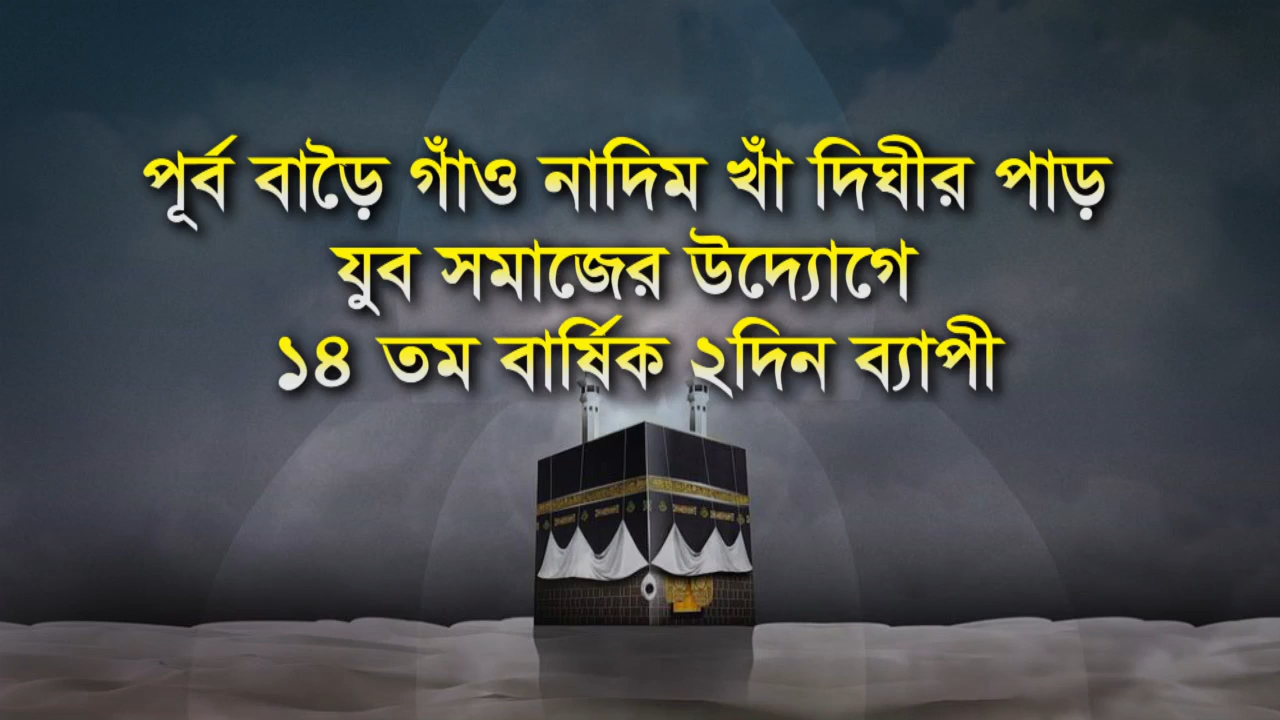 পূর্ব বাড়ৈ গাঁও নাদিম খাঁ দিঘীর পাড়
যুব সমাজের উদ্যোগে
১৪ তম বার্ষিক ২দিন ব্যাপী